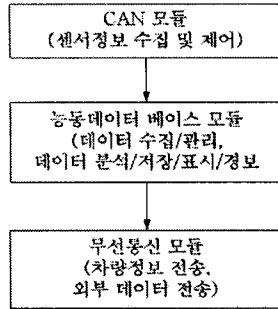 CAN 모듈
(센서정보 수집 및 제어)
능동데이터 베이스 모듈
(데이터 수집/관리,
데이터 분석/저장/표시/경보
무선통신 모듈
(차량정보 전송,
외부 데이터 전송)